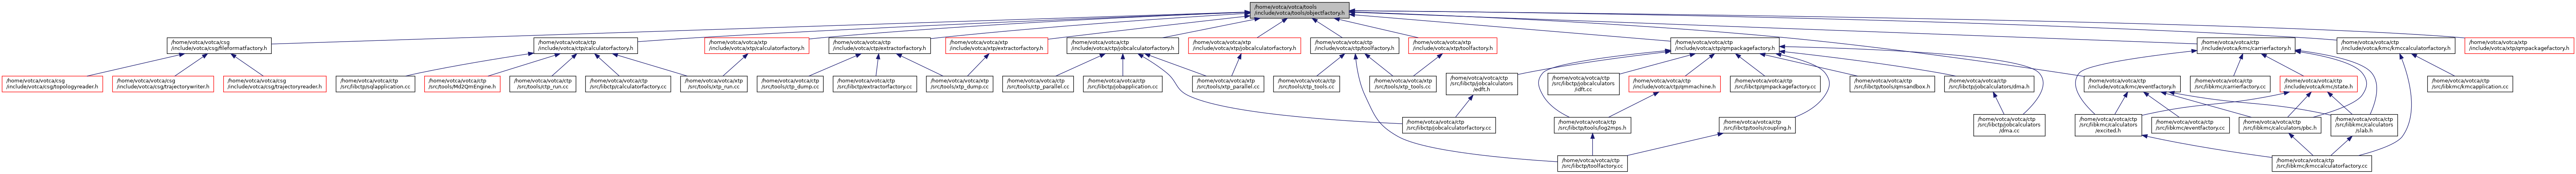 /home/votca/votca/tools
/include/votca/tools/objectfactory.h
/home/votca/votca/csg
/include/votca/csg/fileformatfactory.h
/home/votca/votca/ctp
/include/votca/ctp/calculatorfactory.h
/home/votca/votca/xtp
/include/votca/xtp/calculatorfactory.h
/home/votca/votca/ctp
/include/votca/ctp/extractorfactory.h
/home/votca/votca/xtp
/include/votca/xtp/extractorfactory.h
/home/votca/votca/ctp
/include/votca/ctp/jobcalculatorfactory.h
/home/votca/votca/xtp
/include/votca/xtp/jobcalculatorfactory.h
/home/votca/votca/ctp
/include/votca/ctp/toolfactory.h
/home/votca/votca/xtp
/include/votca/xtp/toolfactory.h
/home/votca/votca/ctp
/include/votca/ctp/qmpackagefactory.h
/home/votca/votca/ctp
/include/votca/kmc/carrierfactory.h
/home/votca/votca/ctp
/include/votca/kmc/kmccalculatorfactory.h
/home/votca/votca/xtp
/include/votca/xtp/qmpackagefactory.h
/home/votca/votca/csg
/include/votca/csg/topologyreader.h
/home/votca/votca/csg
/include/votca/csg/trajectorywriter.h
/home/votca/votca/csg
/include/votca/csg/trajectoryreader.h
/home/votca/votca/ctp
/src/libctp/sqlapplication.cc
/home/votca/votca/ctp
/src/tools/Md2QmEngine.h
/home/votca/votca/ctp
/src/tools/ctp_run.cc
/home/votca/votca/ctp
/src/libctp/calculatorfactory.cc
/home/votca/votca/xtp
/src/tools/xtp_run.cc
/home/votca/votca/ctp
/src/tools/ctp_dump.cc
/home/votca/votca/ctp
/src/libctp/extractorfactory.cc
/home/votca/votca/xtp
/src/tools/xtp_dump.cc
/home/votca/votca/ctp
/src/tools/ctp_parallel.cc
/home/votca/votca/ctp
/src/libctp/jobapplication.cc
/home/votca/votca/xtp
/src/tools/xtp_parallel.cc
/home/votca/votca/ctp
/src/tools/ctp_tools.cc
/home/votca/votca/xtp
/src/tools/xtp_tools.cc
/home/votca/votca/ctp
/src/libctp/jobcalculators
/edft.h
/home/votca/votca/ctp
/src/libctp/jobcalculators
/idft.cc
/home/votca/votca/ctp
/include/votca/ctp/qmmachine.h
/home/votca/votca/ctp
/src/libctp/qmpackagefactory.cc
/home/votca/votca/ctp
/src/libctp/tools/qmsandbox.h
/home/votca/votca/ctp
/src/libctp/jobcalculators/dma.h
/home/votca/votca/ctp
/include/votca/kmc/eventfactory.h
/home/votca/votca/ctp
/src/libkmc/carrierfactory.cc
/home/votca/votca/ctp
/include/votca/kmc/state.h
/home/votca/votca/ctp
/src/libkmc/kmcapplication.cc
/home/votca/votca/ctp
/src/libctp/jobcalculatorfactory.cc
/home/votca/votca/ctp
/src/libctp/tools/log2mps.h
/home/votca/votca/ctp
/src/libctp/tools/coupling.h
/home/votca/votca/ctp
/src/libctp/jobcalculators
/dma.cc
/home/votca/votca/ctp
/src/libkmc/calculators
/excited.h
/home/votca/votca/ctp
/src/libkmc/eventfactory.cc
/home/votca/votca/ctp
/src/libkmc/calculators/pbc.h
/home/votca/votca/ctp
/src/libkmc/calculators
/slab.h
/home/votca/votca/ctp
/src/libctp/toolfactory.cc
/home/votca/votca/ctp
/src/libkmc/kmccalculatorfactory.cc